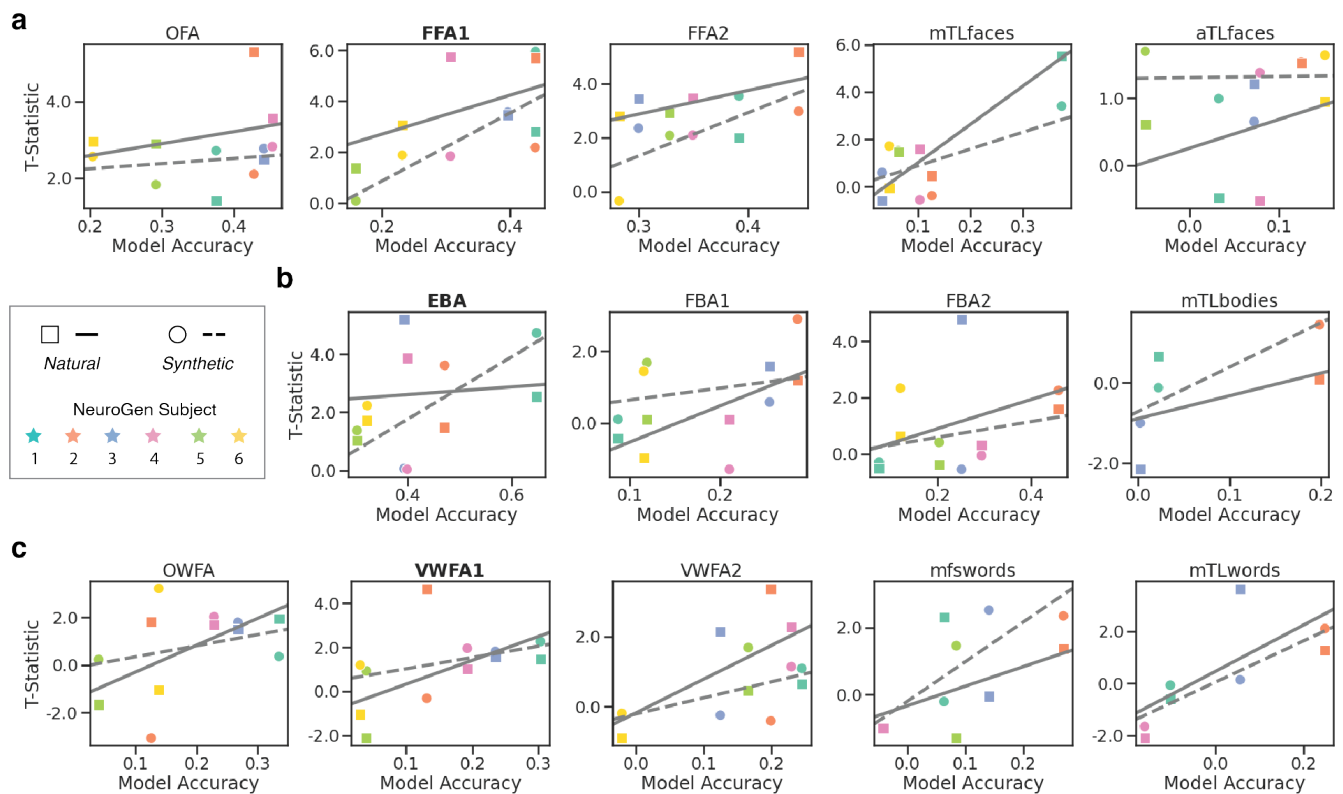 a
OFA FFA1 FFA2 mTLfaces aTLfaces
T-Statistic
4.0
2.0
0.2 0.3 0.4
Model Accuracy
6.0
4.0
2.0
0.0
0.2 0.4
Model Accuracy
4.0
2.0
0.0
0.3 0.4
Model Accuracy
6.0
4.0
2.0
0.0
0.1 0.2 0.3
Model Accuracy
1.0
0.0
0.0 0.1
Model Accuracy
Natural Synthetic
NeuroGen Subject
1 2 3 4 5 6
b
EBA FBA1 FBA2 mTLbodies
T-Statistic
4.0
2.0
0.0
0.4 0.6
Model Accuracy
2.0
0.0
0.1 0.2
Model Accuracy
4.0
2.0
0.0
0.2 0.4
Model Accuracy
0.0
-2.0
0.0 0.1 0.2
Model Accuracy
c
OWFA VWFA1 VWFA2 mfswords mTLwords
T-Statistic
2.0
0.0
-2.0
0.1 0.2 0.3
Model Accuracy
4.0
2.0
0.0
-2.0
0.1 0.2 0.3
Model Accuracy
2.0
0.0
0.0 0.1 0.2
Model Accuracy
2.0
0.0
0.0 0.1 0.2
Model Accuracy
2.0
0.0
-2.0
0.0 0.2
Model Accuracy